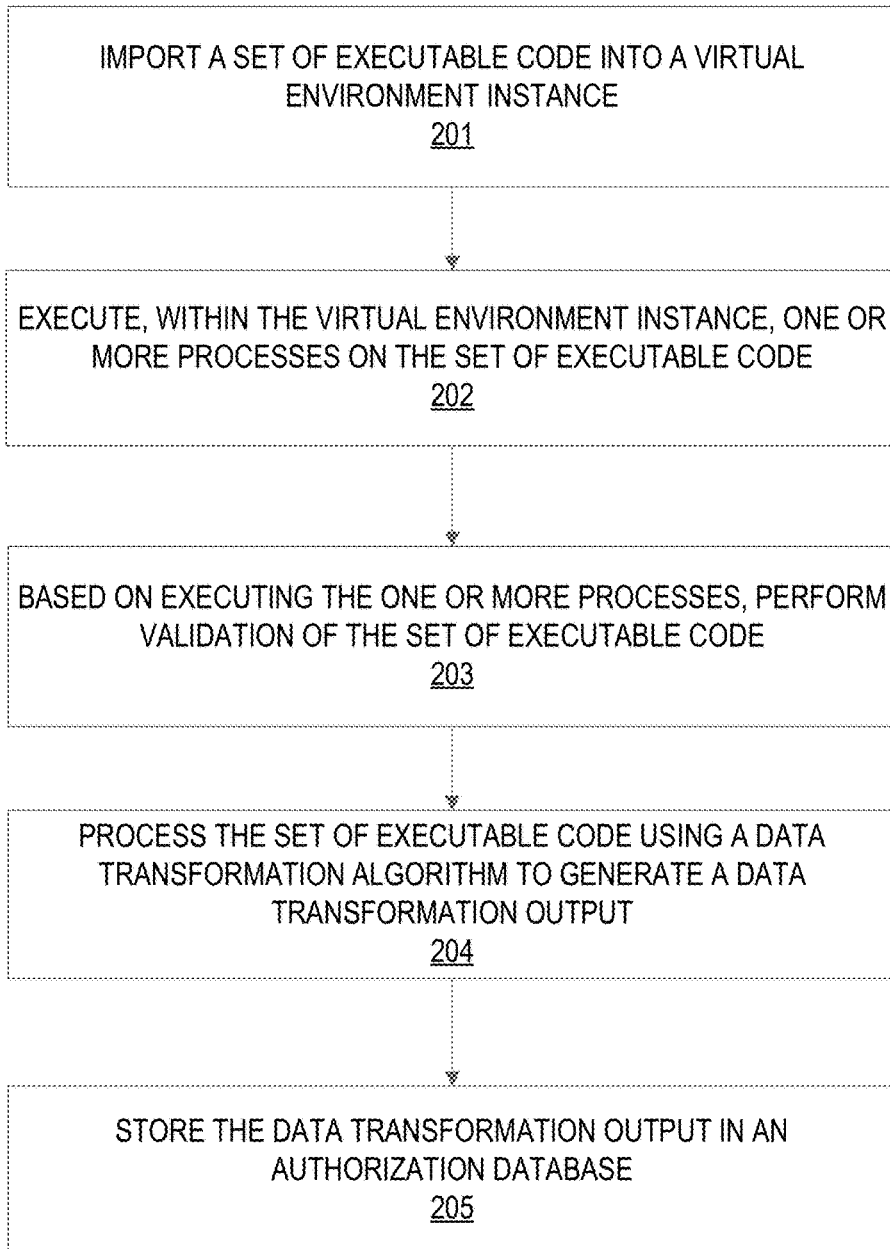 IMPORT A SET OF EXECUTABLE CODE INTO A VIRTUAL
ENVIRONMENT INSTANCE
201
EXECUTE, WITHIN THE VIRTUAL ENVIRONMENT INSTANCE, ONE OR
MORE PROCESSES ON THE SET OF EXECUTABLE CODE
202
BASED ON EXECUTING THE ONE OR MORE PROCESSES, PERFORM
VALIDATION OF THE SET OF EXECUTABLE CODE
203
PROCESS THE SET OF EXECUTABLE CODE USING A DATA
TRANSFORMATION ALGORITHM TO GENERATE A DATA
TRANSFORMATION OUTPUT
204
STORE THE DATA TRANSFORMATION OUTPUT IN AN
AUTHORIZATION DATABASE
205